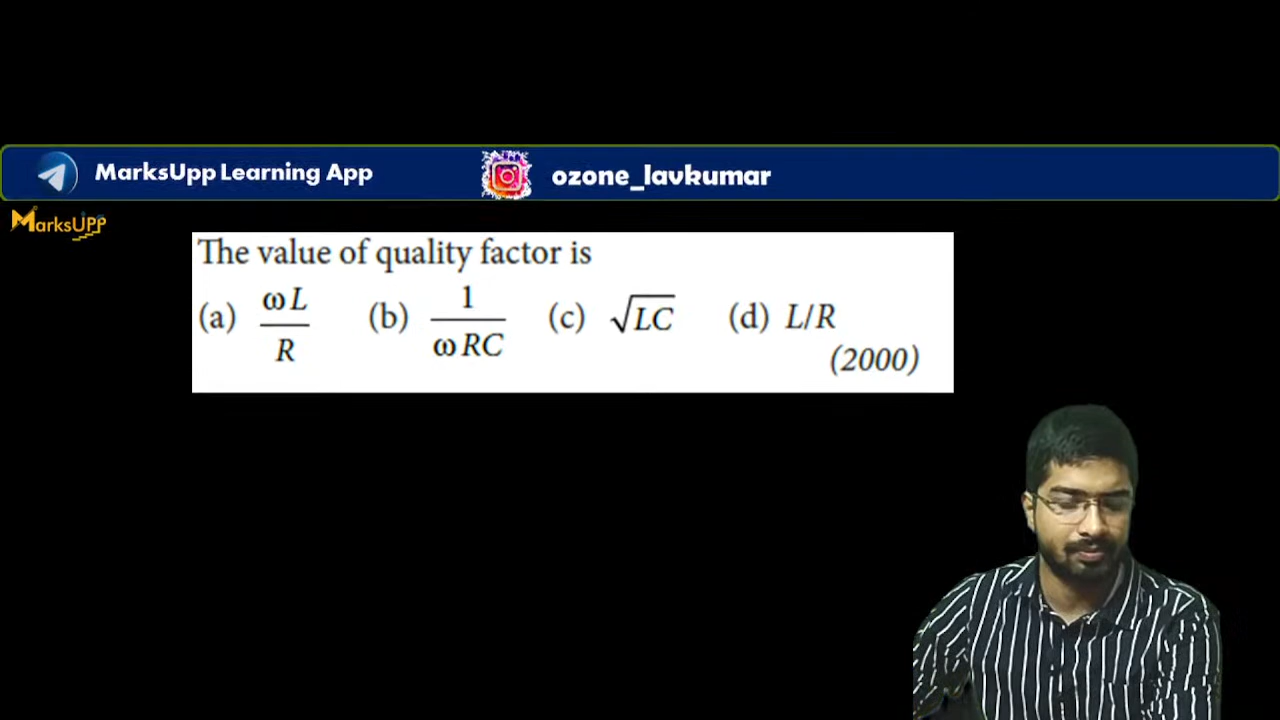 MarksUpp Learning App
ozone_lavkumar
MarksUPP
The value of quality factor is
(a) ωL/R (b) 1/ωRC (c) √LC (d) L/R
(2000)